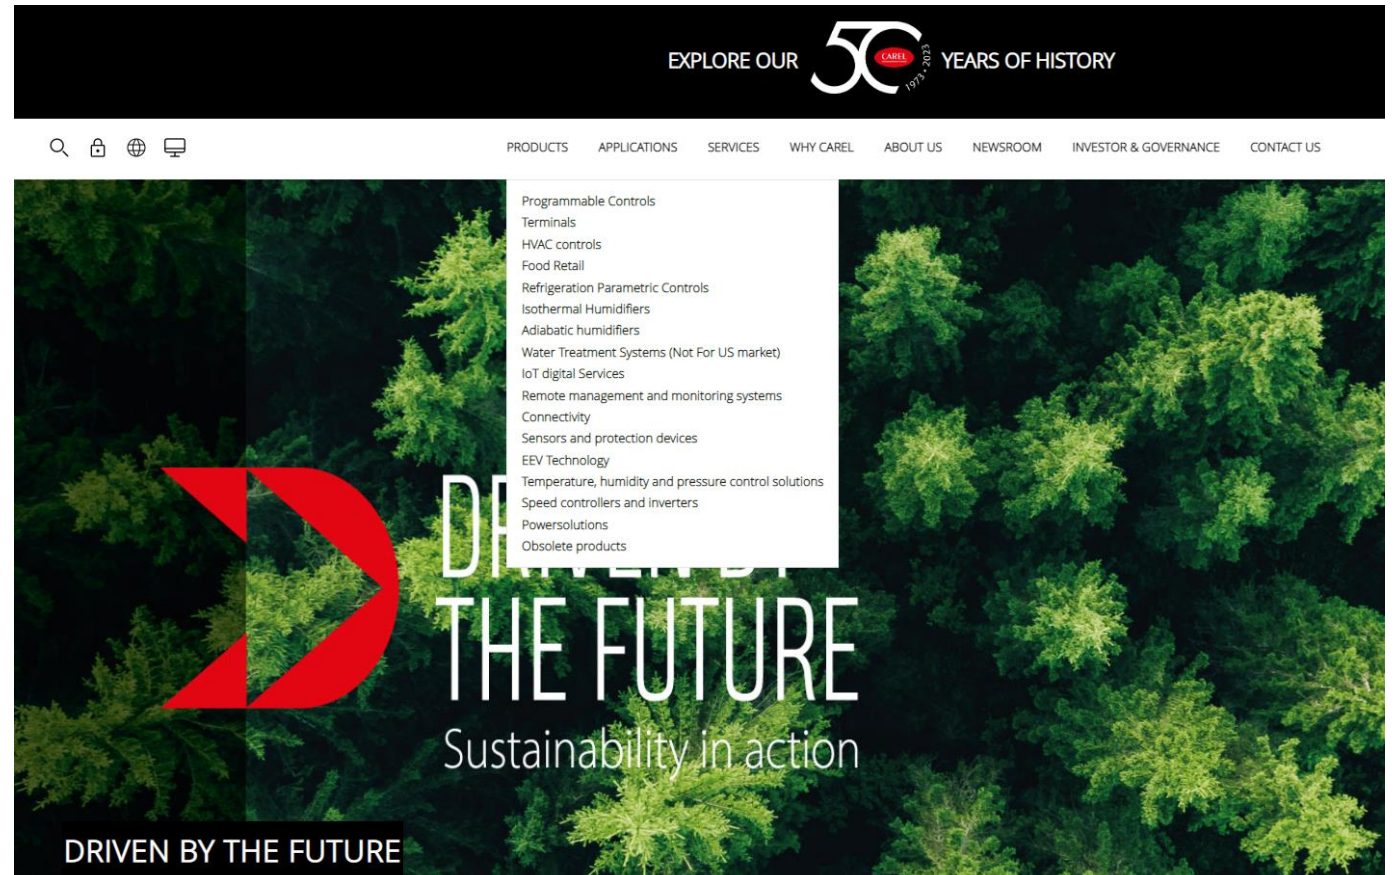 EXPLORE OUR 50 CAREL 1973 • 2023 YEARS OF HISTORY
PRODUCTS APPLICATIONS SERVICES WHY CAREL ABOUT US NEWSROOM INVESTOR & GOVERNANCE CONTACT US
Programmable Controls
Terminals
HVAC controls
Food Retail
Refrigeration Parametric Controls
Isothermal Humidifiers
Adiabatic humidifiers
Water Treatment Systems (Not For US market)
IoT digital Services
Remote management and monitoring systems
Connectivity
Sensors and protection devices
EEV Technology
Temperature, humidity and pressure control solutions
Speed controllers and inverters
Powersolutions
Obsolete products
DRIVEN BY
THE FUTURE
Sustainability in action
DRIVEN BY THE FUTURE